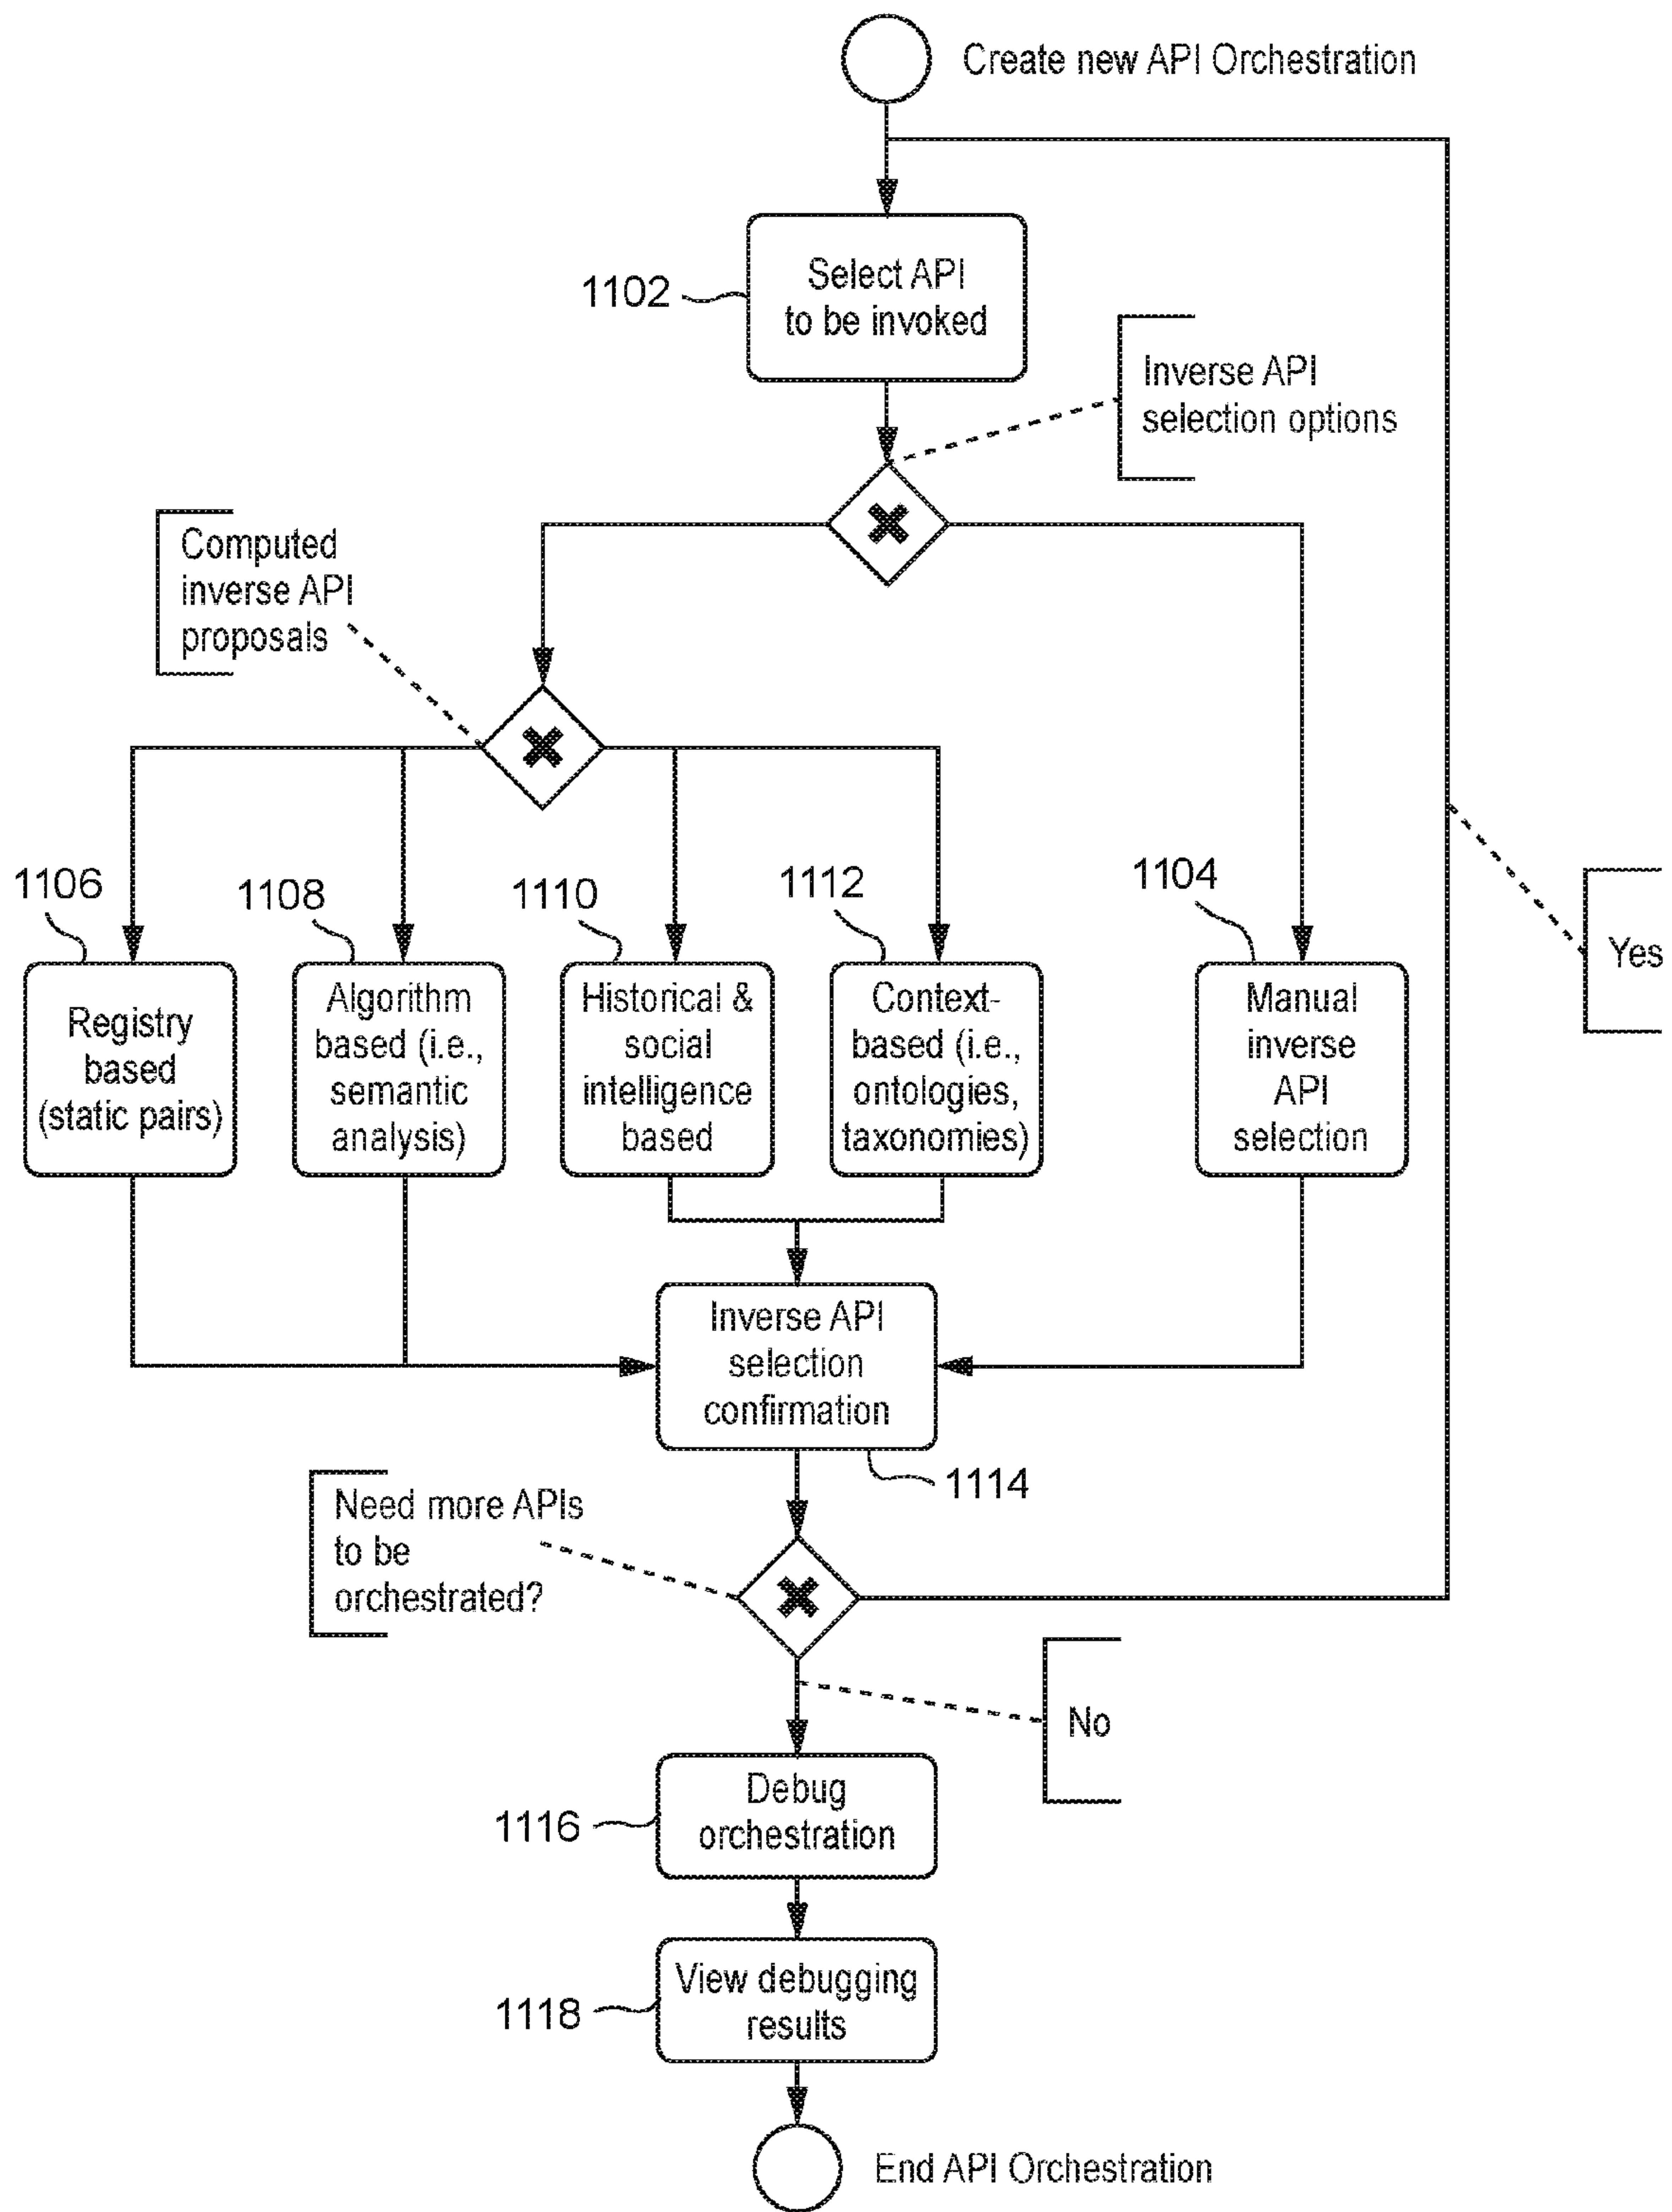 Create new API Orchestration
Select API
to be invoked
1102
Inverse API
selection options
Computed
inverse API
proposals
1106
1108
1110
1112
1104
Yes
Registry
based
(static pairs)
Algorithm
based (i.e.,
semantic
analysis)
Historical &
social
intelligence
based
Context-
based (i.e.,
ontologies,
taxonomies)
Manual
inverse
API
selection
Inverse API
selection
confirmation
1114
Need more APIs
to be
orchestrated?
No
Debug
orchestration
1116
View debugging
results
1118
End API Orchestration